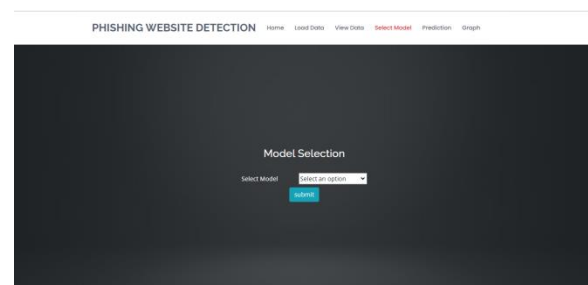 PHISHING WEBSITE DETECTION Home Load Data View Data Select Model Prediction Graph
Model Selection
Select Model Select an option
submit